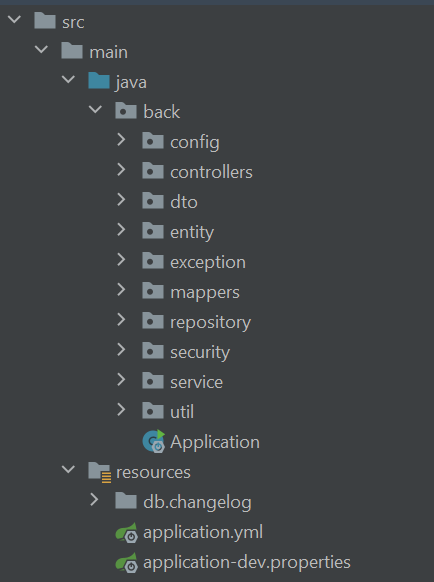 src
main
java
back
config
controllers
dto
entity
exception
mappers
repository
security
service
util
Application
resources
db.changelog
application.yml
application-dev.properties